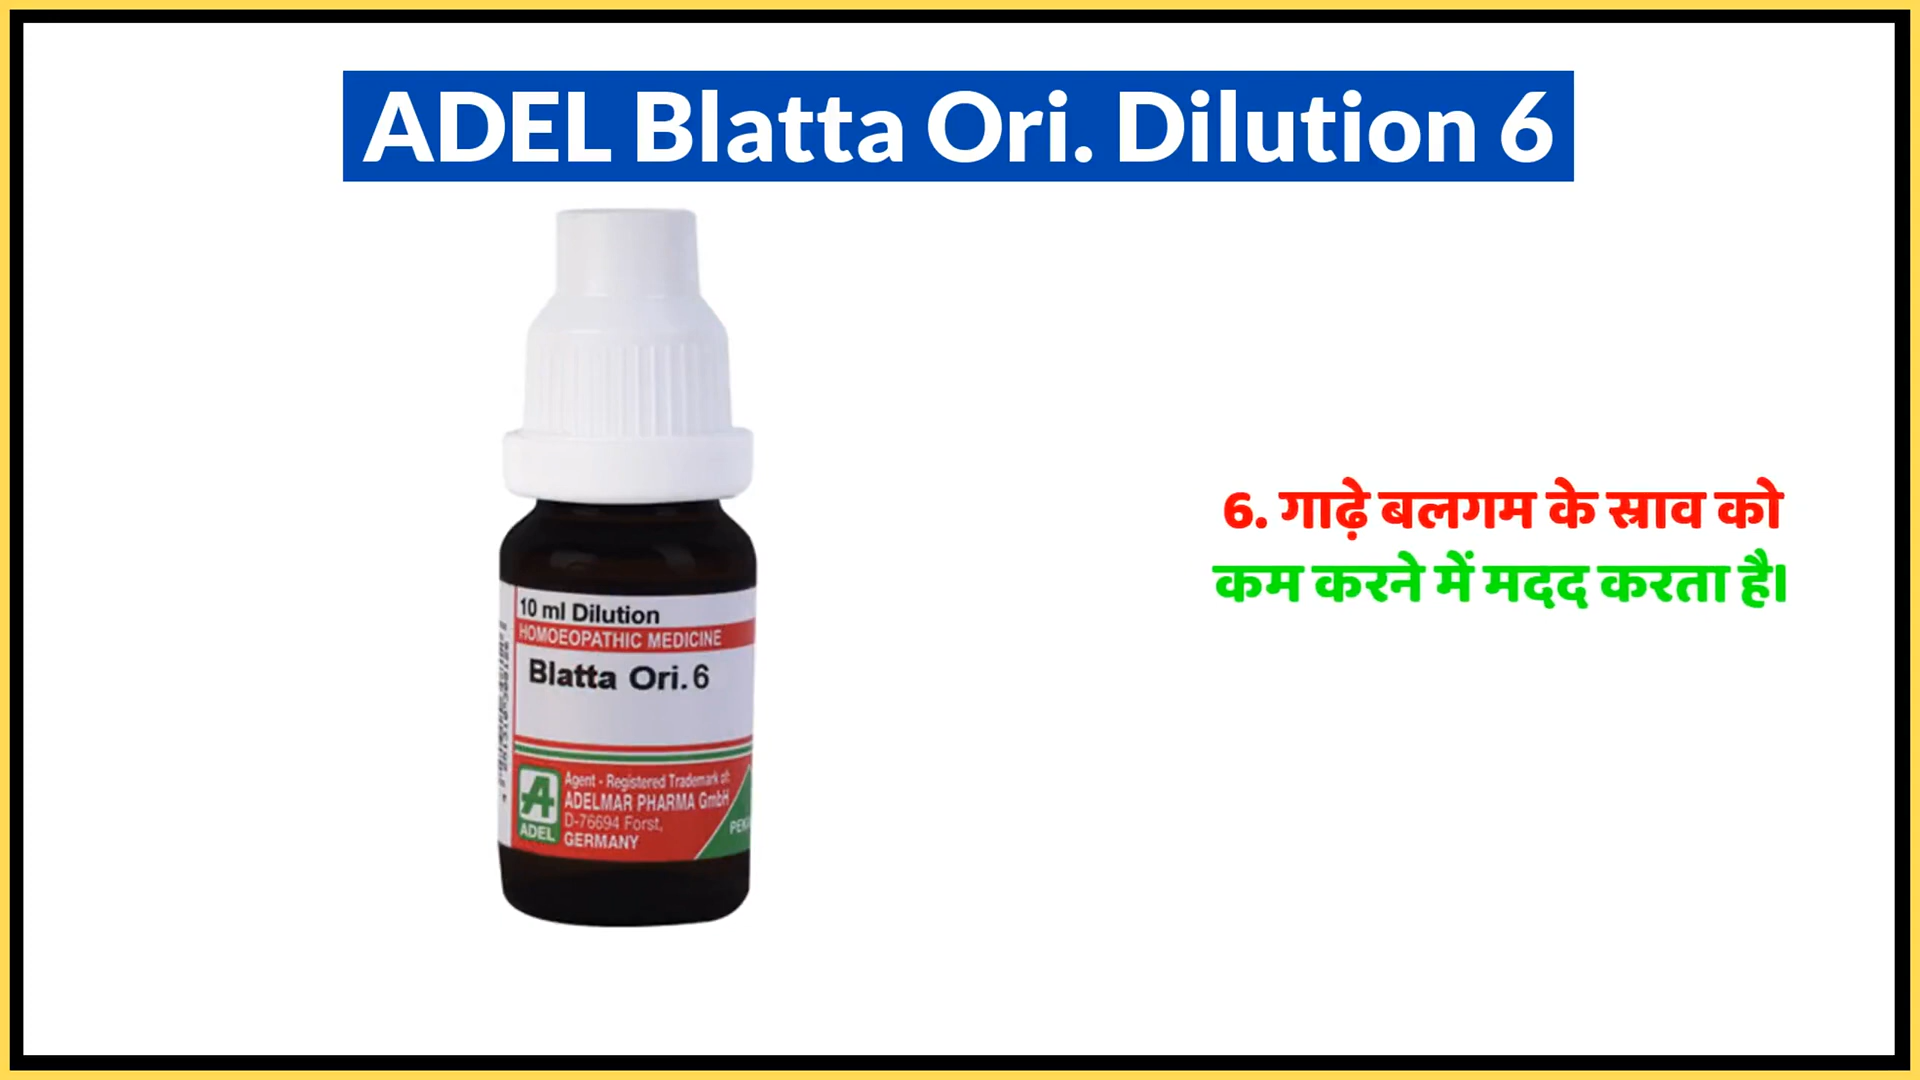 ADEL Blatta Ori. Dilution 6
10 ml Dilution
HOMOEOPATHIC MEDICINE
Blatta Ori. 6
Agent - Registered Trademark of:
ADELMAR PHARMA GmbH
D-76694 Forst,
GERMANY
ADEL
6. गाढ़े बलगम के स्राव को
कम करने में मदद करता है।